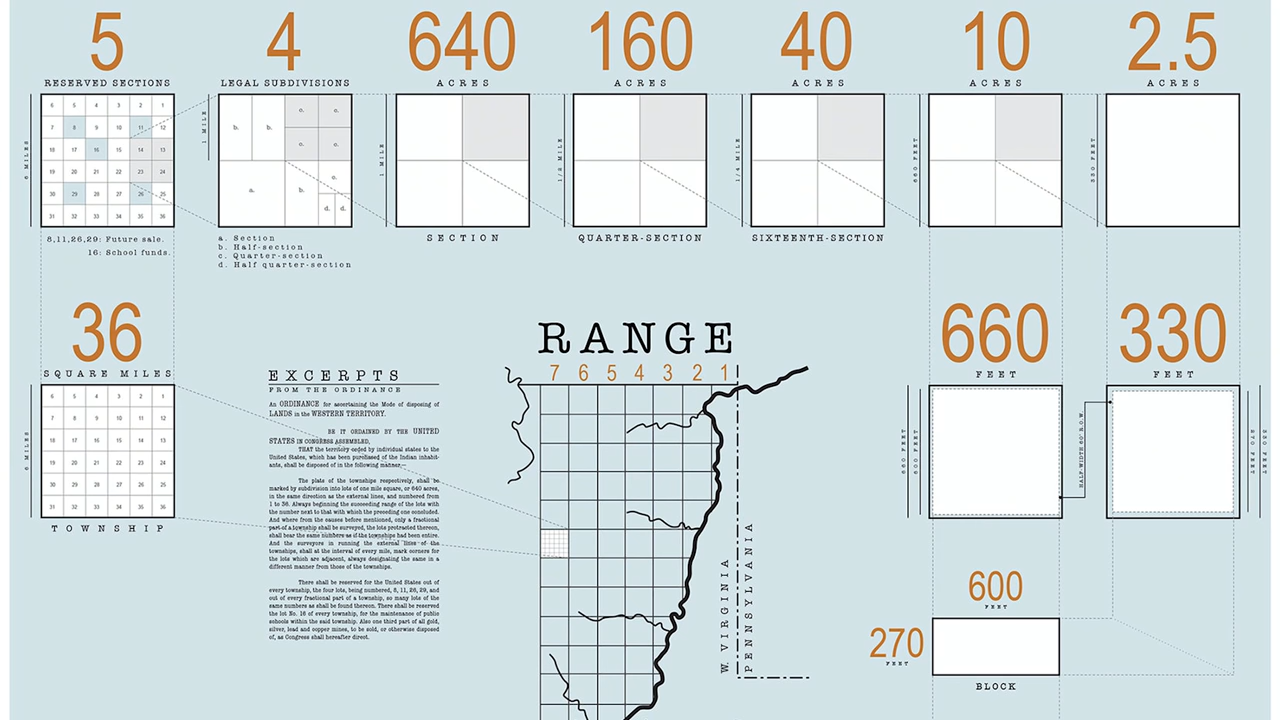 5
RESERVED SECTIONS
6 5 4 3 2 1
7 8 9 10 11 12
18 17 16 15 14 13
19 20 21 22 23 24
30 29 28 27 26 25
31 32 33 34 35 36
6 MILES
8,11,26,29: Future sale.
16: School funds.
4
LEGAL SUBDIVISIONS
1 MILE
b. b. c. c.
c. c.
a. b. c.
d. d.
a. Section
b. Half-section
c. Quarter-section
d. Half quarter-section
640
ACRES
1 MILE
SECTION
160
ACRES
1/2 MILE
QUARTER-SECTION
40
ACRES
1/4 MILE
SIXTEENTH-SECTION
10
ACRES
660 FEET
2.5
ACRES
330 FEET
36
SQUARE MILES
6 5 4 3 2 1
7 8 9 10 11 12
18 17 16 15 14 13
19 20 21 22 23 24
30 29 28 27 26 25
31 32 33 34 35 36
6 MILES
TOWNSHIP
EXCERPTS
FROM THE ORDINANCE
An ORDINANCE for ascertaining the Mode of disposing of
LANDS in the WESTERN TERRITORY.
BE IT ORDAINED BY THE UNITED
STATES IN CONGRESS ASSEMBLED,
THAT the territory ceded by individual states to the
United States, which has been purchased of the Indian inhabit-
ants, shall be disposed of in the following manner,—
The plats of the townships respectively, shall be
marked by subdivision into lots of one mile square, or 640 acres,
in the same direction as the external lines, and numbered from
1 to 36. Always beginning the succeeding range of the lots with
the number next to that with which the preceding one concluded.
And where from the causes before mentioned, only a fractional
part of a township shall be surveyed, the lots protracted thereon,
shall bear the same numbers as if the township had been entire.
And the surveyors in running the external lines of the
townships, shall at the interval of every mile, mark corners for
the lots which are adjacent, always designating the same in a
different manner from those of the townships.
There shall be reserved for the United States out of
every township, the four lots, being numbered, 8, 11, 26, 29, and
out of every fractional part of a township, so many lots of the
same numbers as shall be found thereon. There shall be reserved
the lot No. 16 of every township, for the maintenance of public
schools within the said township. Also one third part of all gold,
silver, lead and copper mines, to be sold, or otherwise disposed
of, as Congress shall hereafter direct.
RANGE
7 6 5 4 3 2 1
W. VIRGINIA
PENNSYLVANIA
660
FEET
660 FEET
600 FEET
330
FEET
HALF-WIDTH 60' R.O.W.
270 FEET
330 FEET
600
FEET
270
FEET
BLOCK